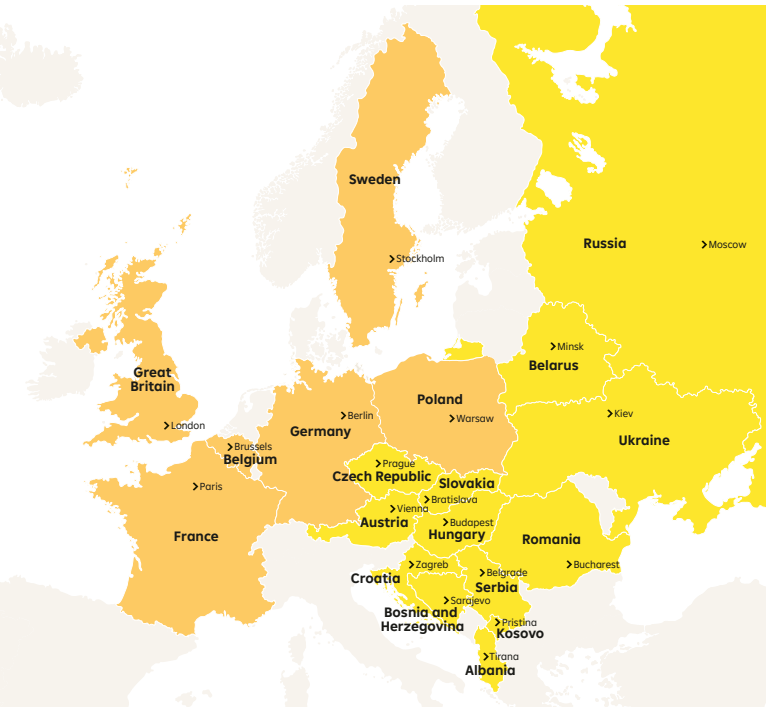 Sweden
Stockholm
Russia
Moscow
Minsk
Belarus
Great
Britain
London
Poland
Warsaw
Berlin
Germany
Kiev
Ukraine
Brussels
Belgium
Prague
Czech Republic
Slovakia
Paris
Bratislava
Vienna
Austria
Budapest
Hungary
France
Romania
Bucharest
Zagreb
Croatia
Belgrade
Serbia
Sarajevo
Bosnia and
Herzegovina
Pristina
Kosovo
Tirana
Albania